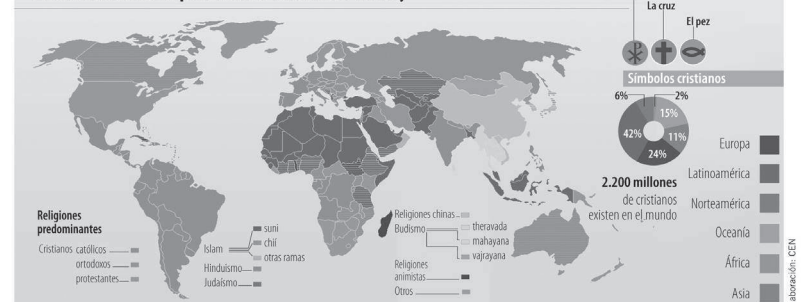 La cruz
El pez
Símbolos cristianos
6%
2%
15%
42%
11%
24%
2.200 millones
de cristianos
existen en el mundo
Europa
Latinoamérica
Norteamérica
Oceanía
África
Asia
Religiones
predominantes
Cristianos católicos
ortodoxos
protestantes
Islam
suni
chií
otras ramas
Hinduismo
Judaísmo
Religiones chinas
Budismo
theravada
mahayana
vajrayana
Religiones
animistas
Otros
aboración: CEN